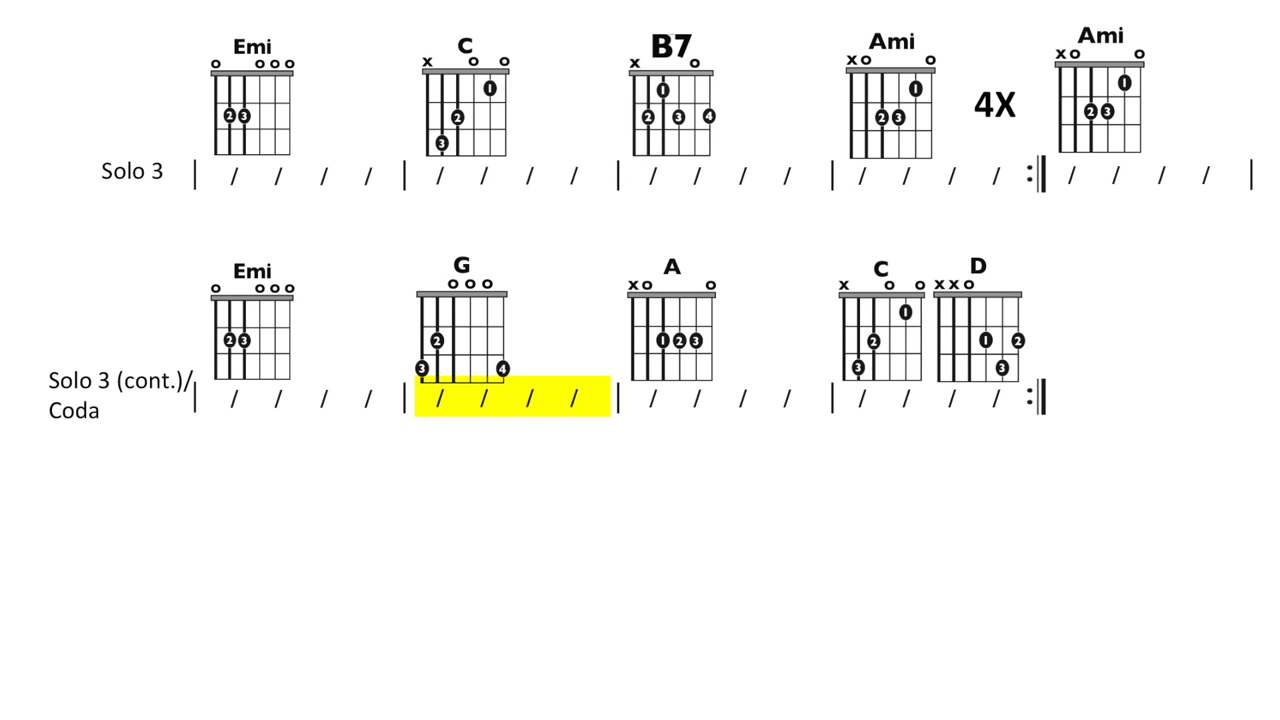 Emi C B7 Ami Ami
x o o o o x o o x o x o o x o o
4X
Solo 3 | / / / / | / / / / | / / / / | / / / / :|| / / / / |
Emi G A C D
o o o o o o o x o o x o o x x o
Solo 3 (cont.)/ | / / / / | / / / / | / / / / | / / / / :||
Coda